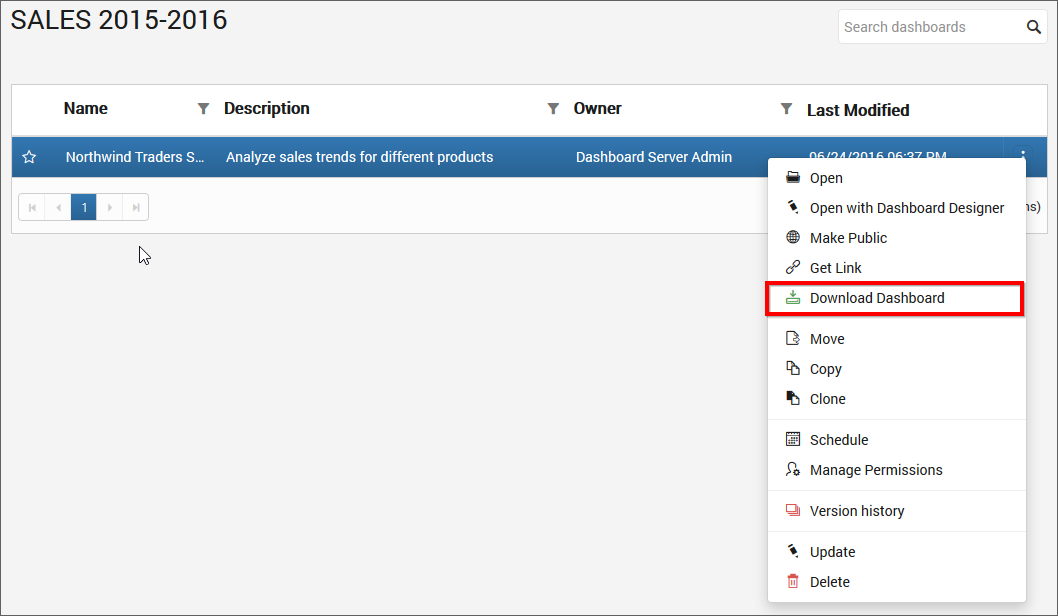 SALES 2015-2016
Search dashboards
Name Description Owner Last Modified
Northwind Traders S... Analyze sales trends for different products Dashboard Server Admin 06/24/2016 06:37 PM
1
Open
Open with Dashboard Designer
Make Public
Get Link
Download Dashboard
Move
Copy
Clone
Schedule
Manage Permissions
Version history
Update
Delete